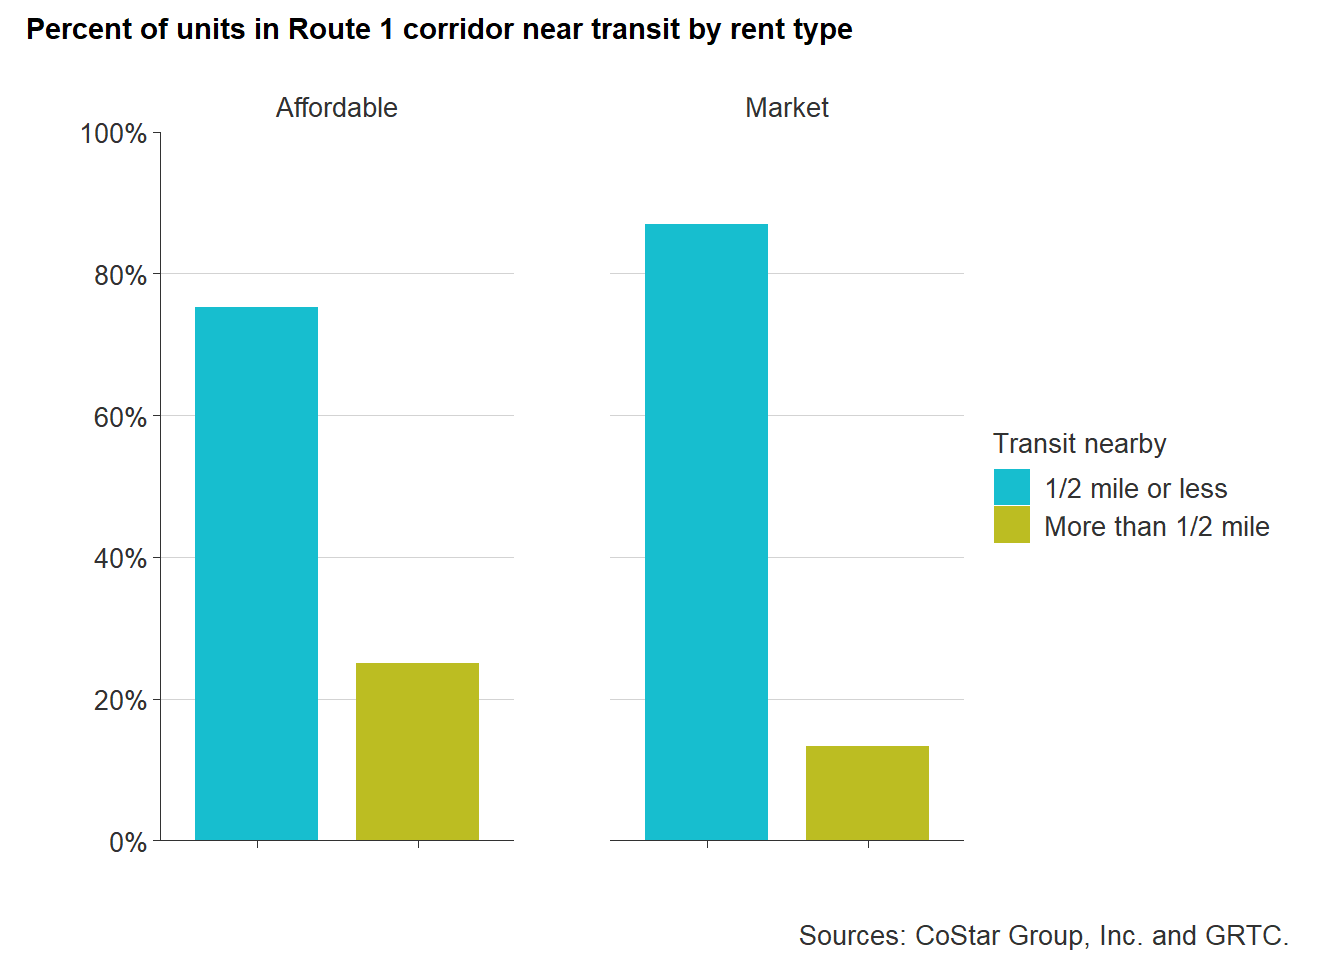 Percent of units in Route 1 corridor near transit by rent type
Affordable
Market
100%
80%
60%
40%
20%
0%
Transit nearby
1/2 mile or less
More than 1/2 mile
Sources: CoStar Group, Inc. and GRTC.